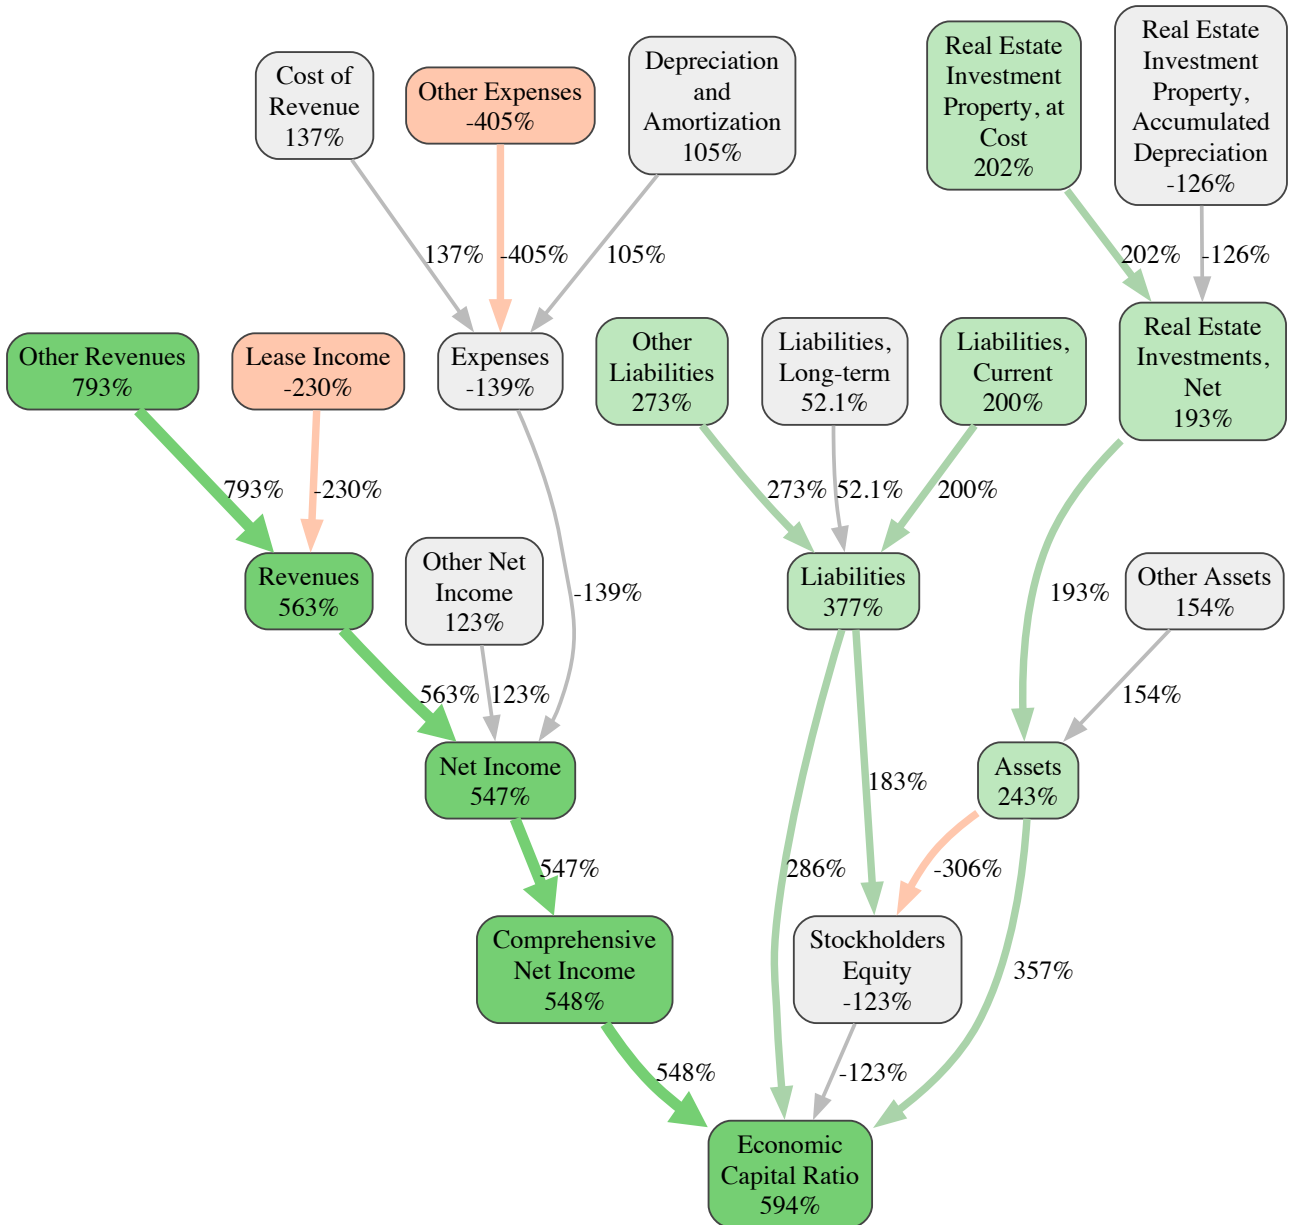 Cost of
Revenue
137%
Other Expenses
-405%
Depreciation
and
Amortization
105%
Real Estate
Investment
Property, at
Cost
202%
Real Estate
Investment
Property,
Accumulated
Depreciation
-126%
137%
-405%
105%
202%
-126%
Other Revenues
793%
Lease Income
-230%
Expenses
-139%
Other
Liabilities
273%
Liabilities,
Long-term
52.1%
Liabilities,
Current
200%
Real Estate
Investments,
Net
193%
793%
-230%
273%
52.1%
200%
Revenues
563%
Other Net
Income
123%
-139%
Liabilities
377%
193%
Other Assets
154%
563%
123%
154%
Net Income
547%
183%
Assets
243%
547%
286%
-306%
Comprehensive
Net Income
548%
Stockholders
Equity
-123%
357%
548%
-123%
Economic
Capital Ratio
594%